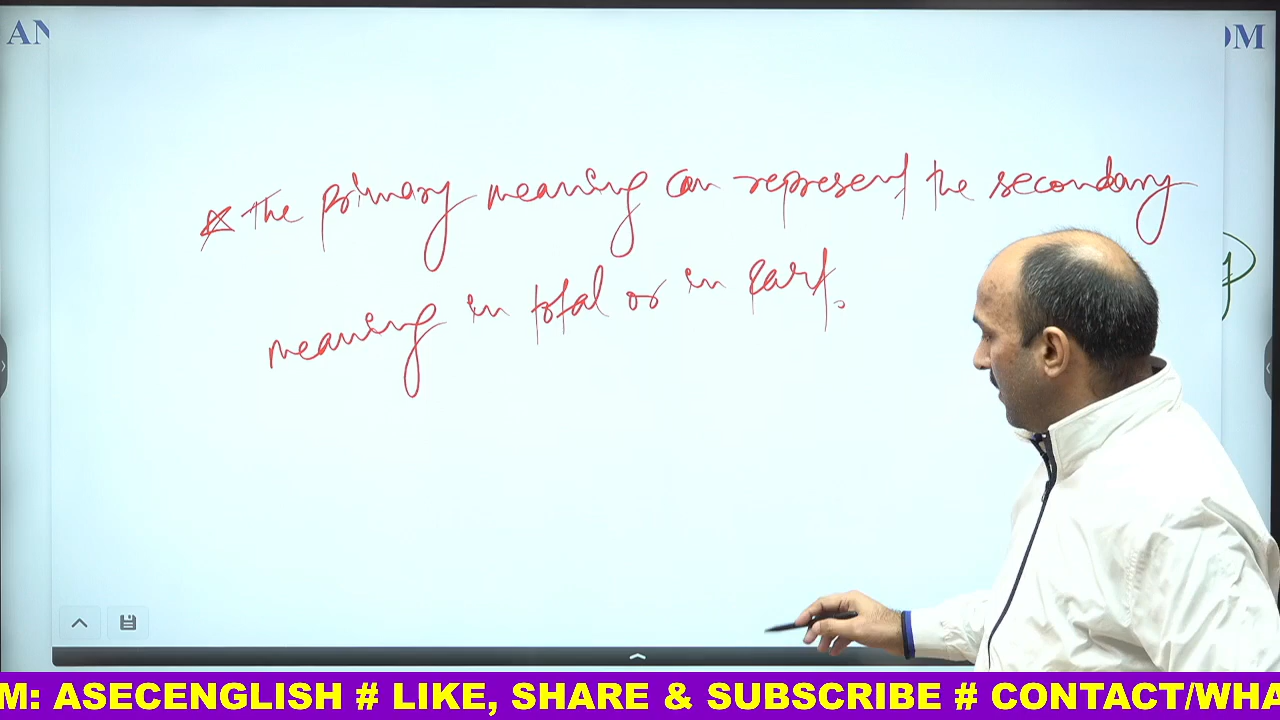 AN
OM
* The primary meaning can represent the secondary
meaning in total or in part.
M: ASECENGLISH # LIKE, SHARE & SUBSCRIBE # CONTACT/WHA